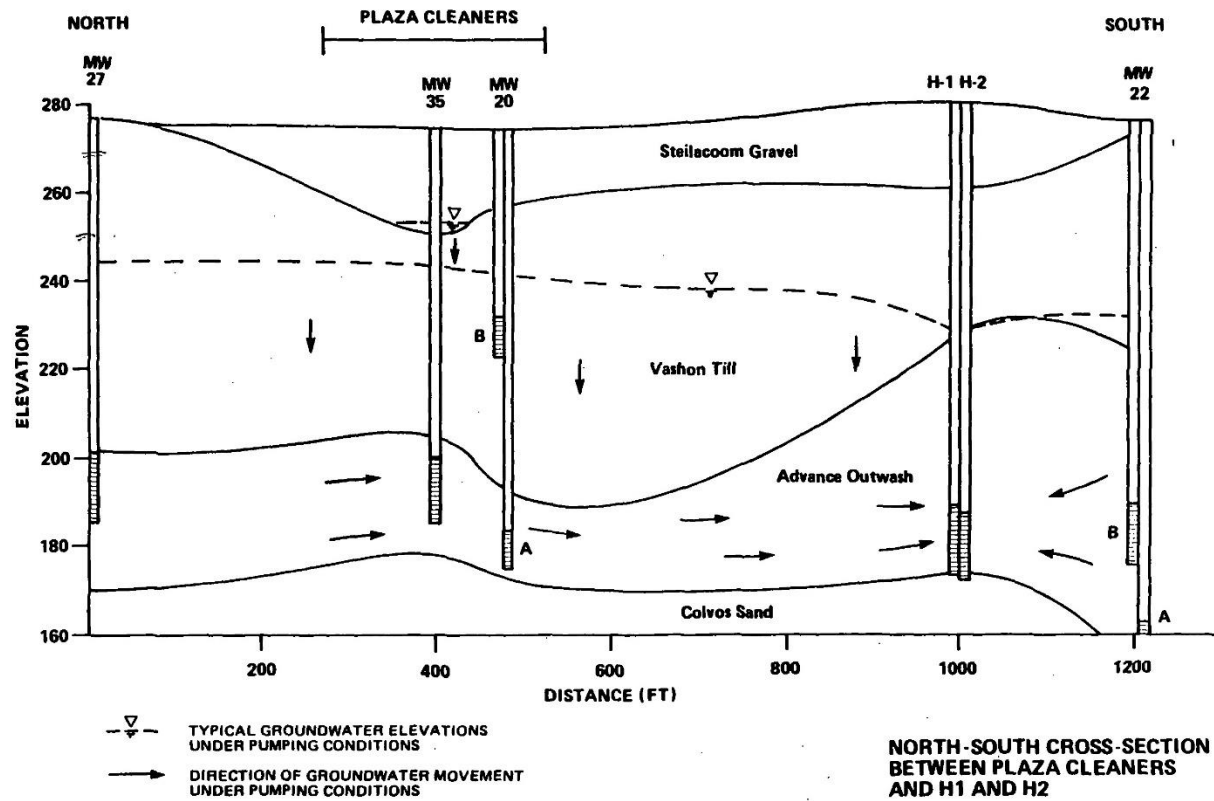 PLAZA CLEANERS
NORTH
SOUTH
MW
27
MW
35
MW
20
H-1 H-2
MW
22
280
260
240
220
200
180
160
ELEVATION
Steilacoom Gravel
B
Vashon Till
Advance Outwash
A
B
Colvos Sand
A
200
400
600
800
1000
1200
DISTANCE (FT)
TYPICAL GROUNDWATER ELEVATIONS
UNDER PUMPING CONDITIONS
DIRECTION OF GROUNDWATER MOVEMENT
UNDER PUMPING CONDITIONS
NORTH-SOUTH CROSS-SECTION
BETWEEN PLAZA CLEANERS
AND H1 AND H2